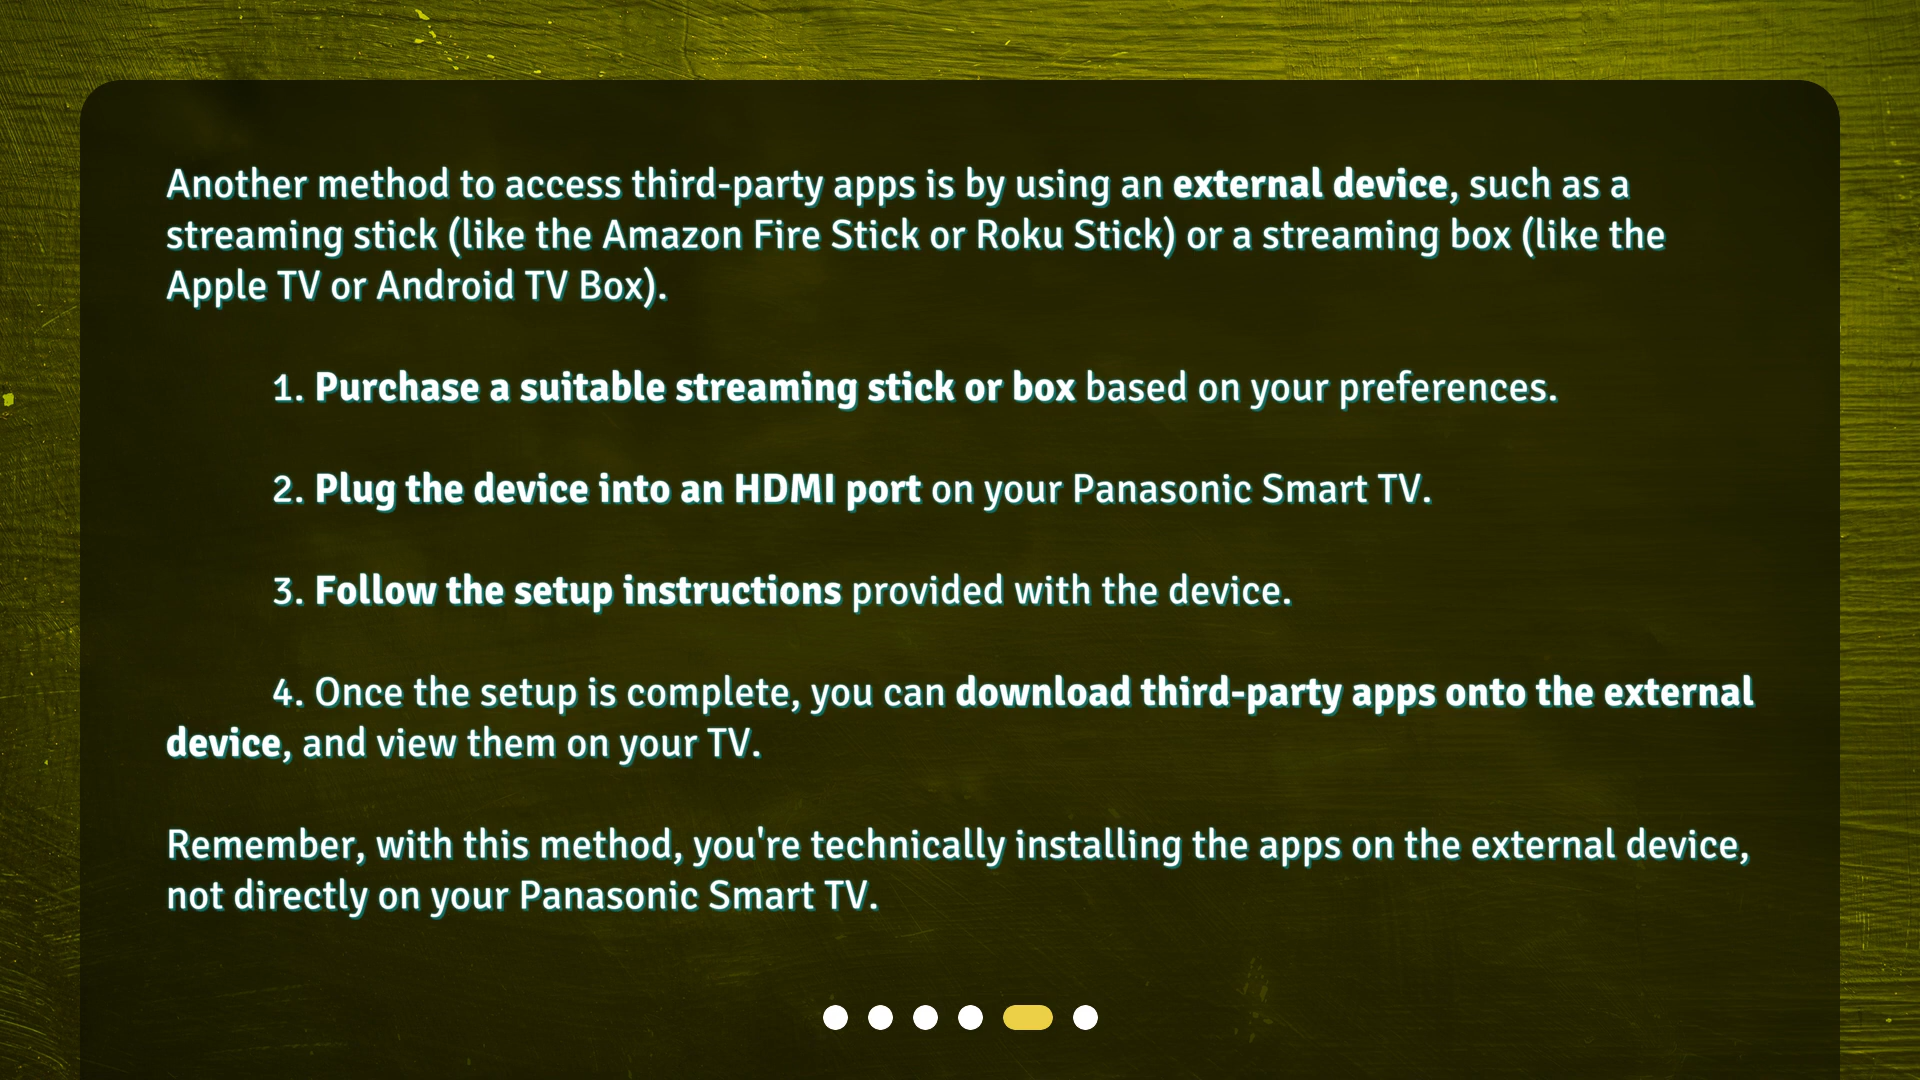 Another method to access third-party apps is by using an external device, such as a
streaming stick (like the Amazon Fire Stick or Roku Stick) or a streaming box (like the
Apple TV or Android TV Box).
1. Purchase a suitable streaming stick or box based on your preferences.
2. Plug the device into an HDMI port on your Panasonic Smart TV.
3. Follow the setup instructions provided with the device.
4. Once the setup is complete, you can download third-party apps onto the external
device, and view them on your TV.
Remember, with this method, you're technically installing the apps on the external device,
not directly on your Panasonic Smart TV.